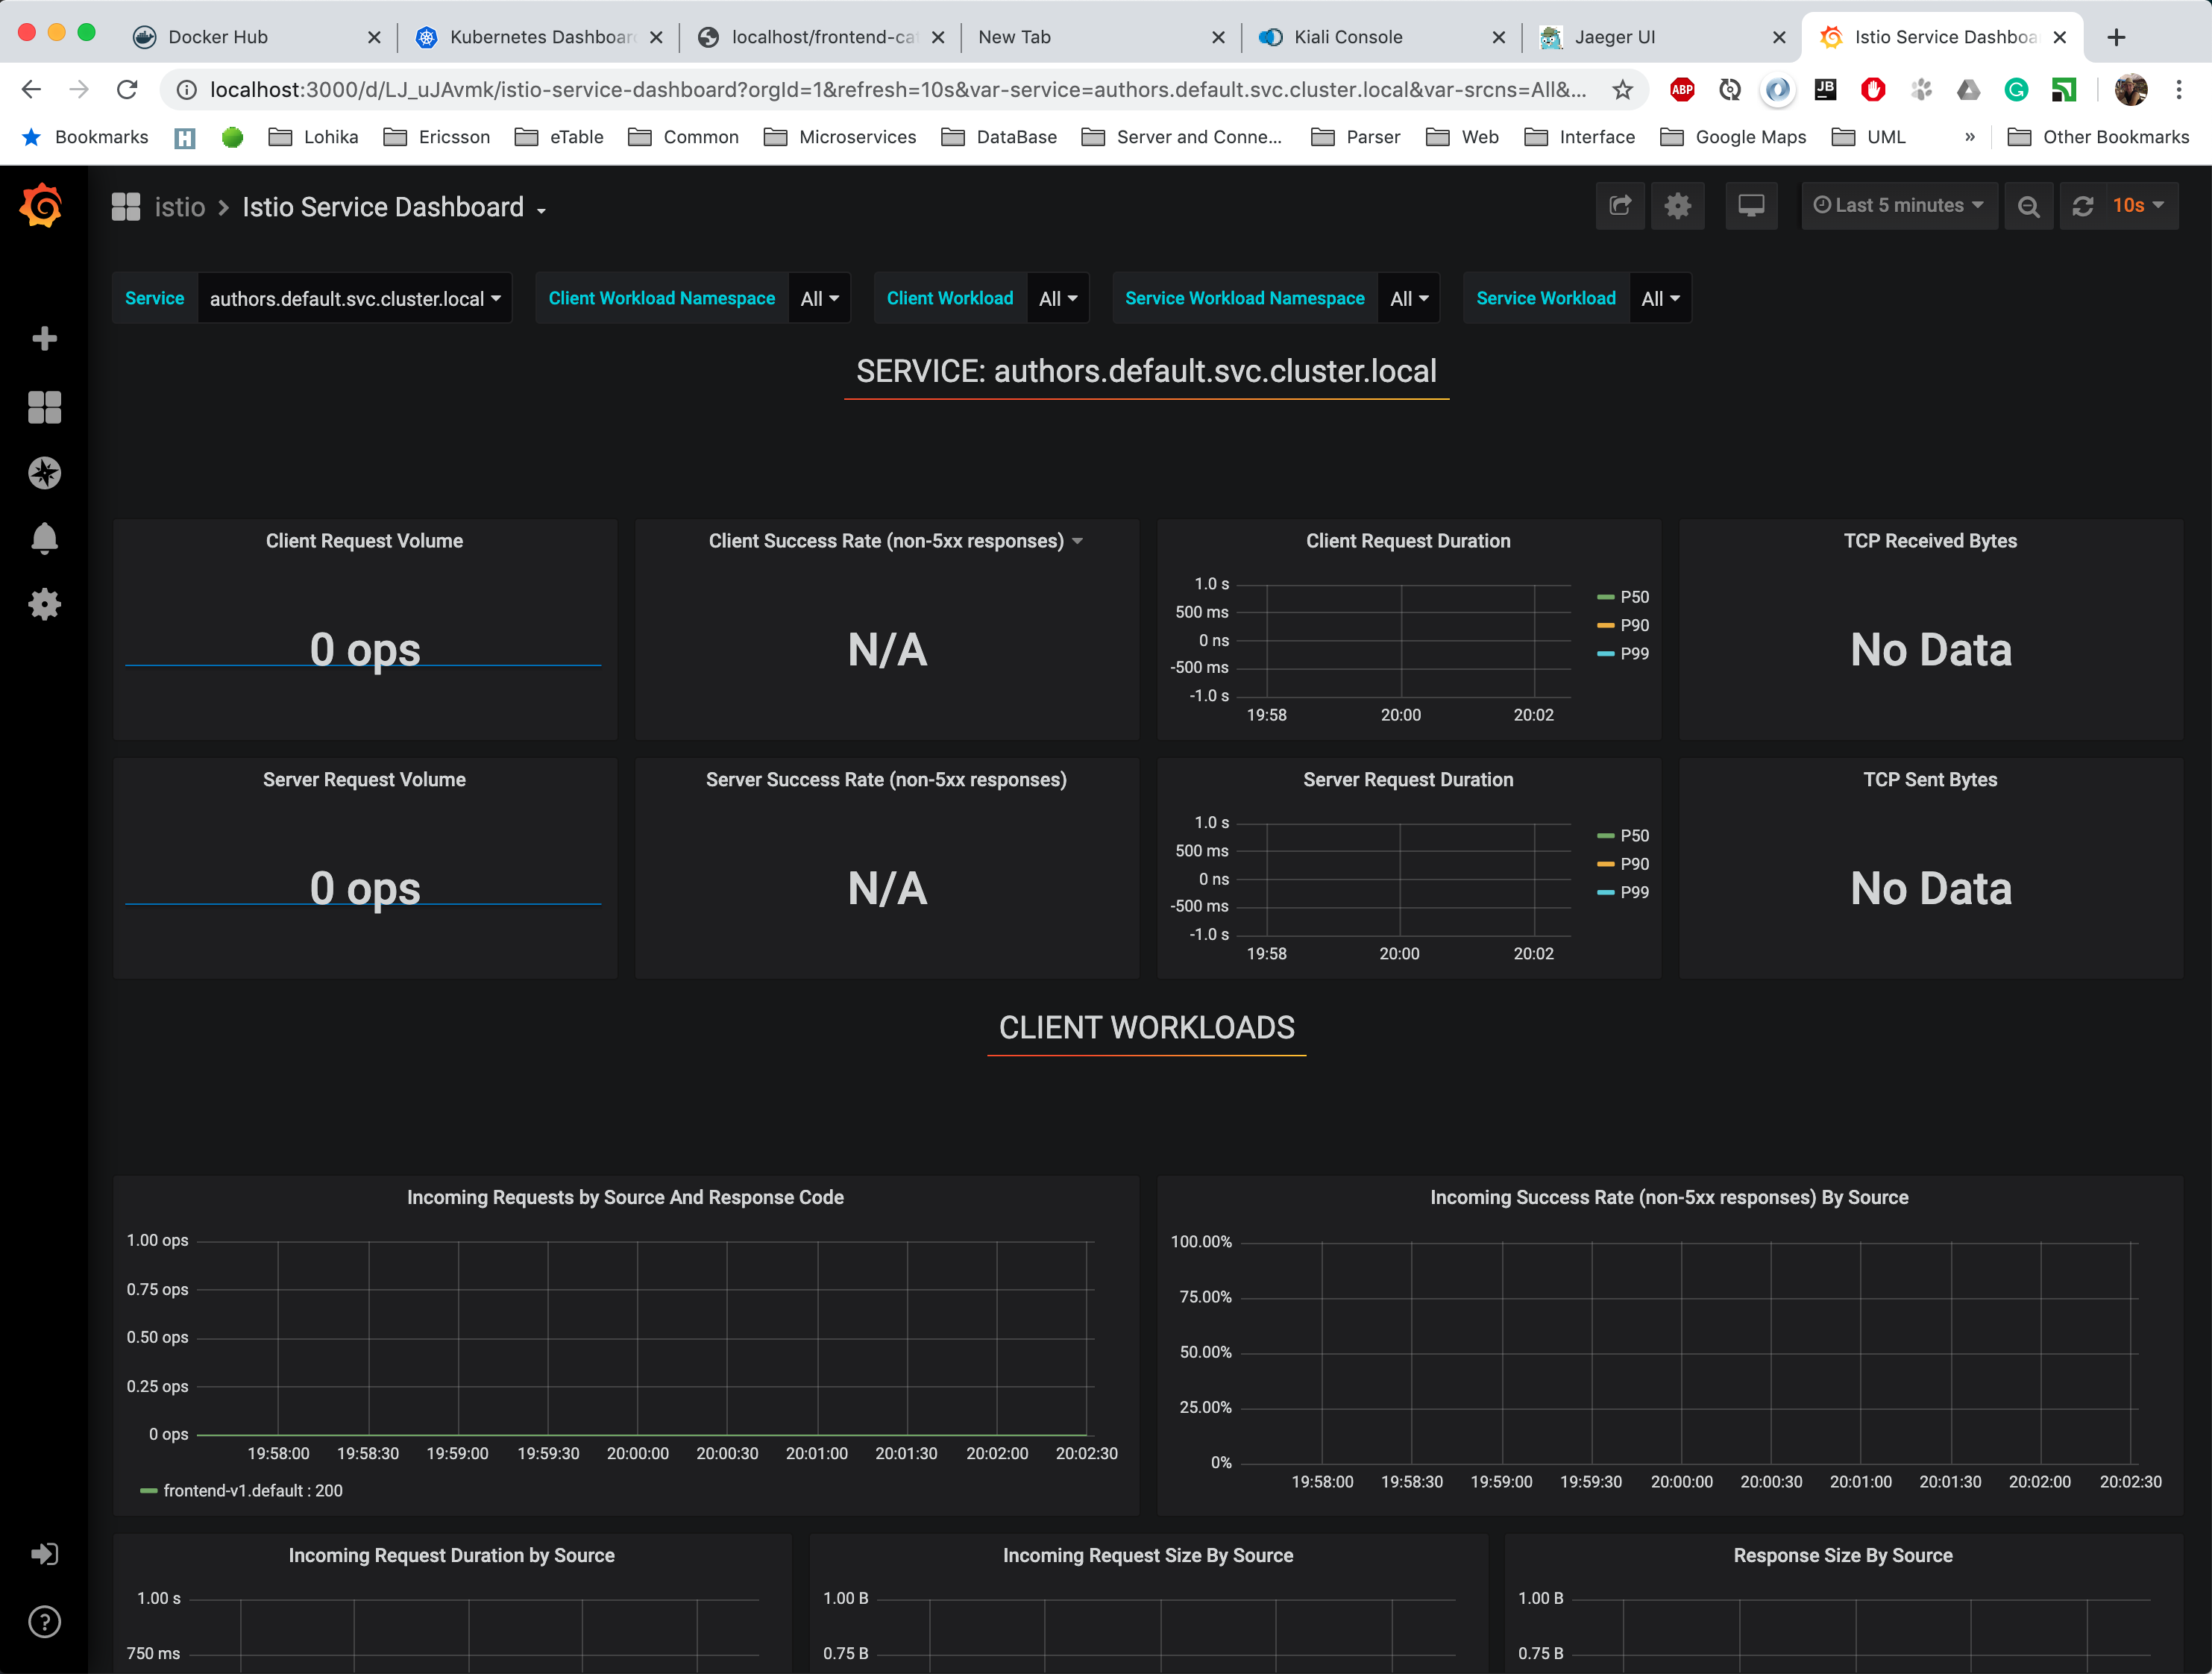 Docker Hub
Kubernetes Dashboar
localhost/frontend-ca
New Tab
Kiali Console
Jaeger UI
Istio Service Dashboa
localhost:3000/d/LJ_uJAvmk/istio-service-dashboard?orgId=1&refresh=10s&var-service=authors.default.svc.cluster.local&var-srcns=All&...
ABP
JB
Bookmarks
H
Lohika
Ericsson
eTable
Common
Microservices
DataBase
Server and Conne...
Parser
Web
Interface
Google Maps
UML
»
Other Bookmarks
istio > Istio Service Dashboard
Last 5 minutes
10s
Service authors.default.svc.cluster.local
Client Workload Namespace All
Client Workload All
Service Workload Namespace All
Service Workload All
SERVICE: authors.default.svc.cluster.local
Client Request Volume
0 ops
Client Success Rate (non-5xx responses)
N/A
Client Request Duration
1.0 s
500 ms
0 ns
-500 ms
-1.0 s
19:58 20:00 20:02
P50
P90
P99
TCP Received Bytes
No Data
Server Request Volume
0 ops
Server Success Rate (non-5xx responses)
N/A
Server Request Duration
1.0 s
500 ms
0 ns
-500 ms
-1.0 s
19:58 20:00 20:02
P50
P90
P99
TCP Sent Bytes
No Data
CLIENT WORKLOADS
Incoming Requests by Source And Response Code
1.00 ops
0.75 ops
0.50 ops
0.25 ops
0 ops
19:58:00 19:58:30 19:59:00 19:59:30 20:00:00 20:00:30 20:01:00 20:01:30 20:02:00 20:02:30
frontend-v1.default : 200
Incoming Success Rate (non-5xx responses) By Source
100.00%
75.00%
50.00%
25.00%
0%
19:58:00 19:58:30 19:59:00 19:59:30 20:00:00 20:00:30 20:01:00 20:01:30 20:02:00 20:02:30
Incoming Request Duration by Source
1.00 s
750 ms
Incoming Request Size By Source
1.00 B
0.75 B
Response Size By Source
1.00 B
0.75 B